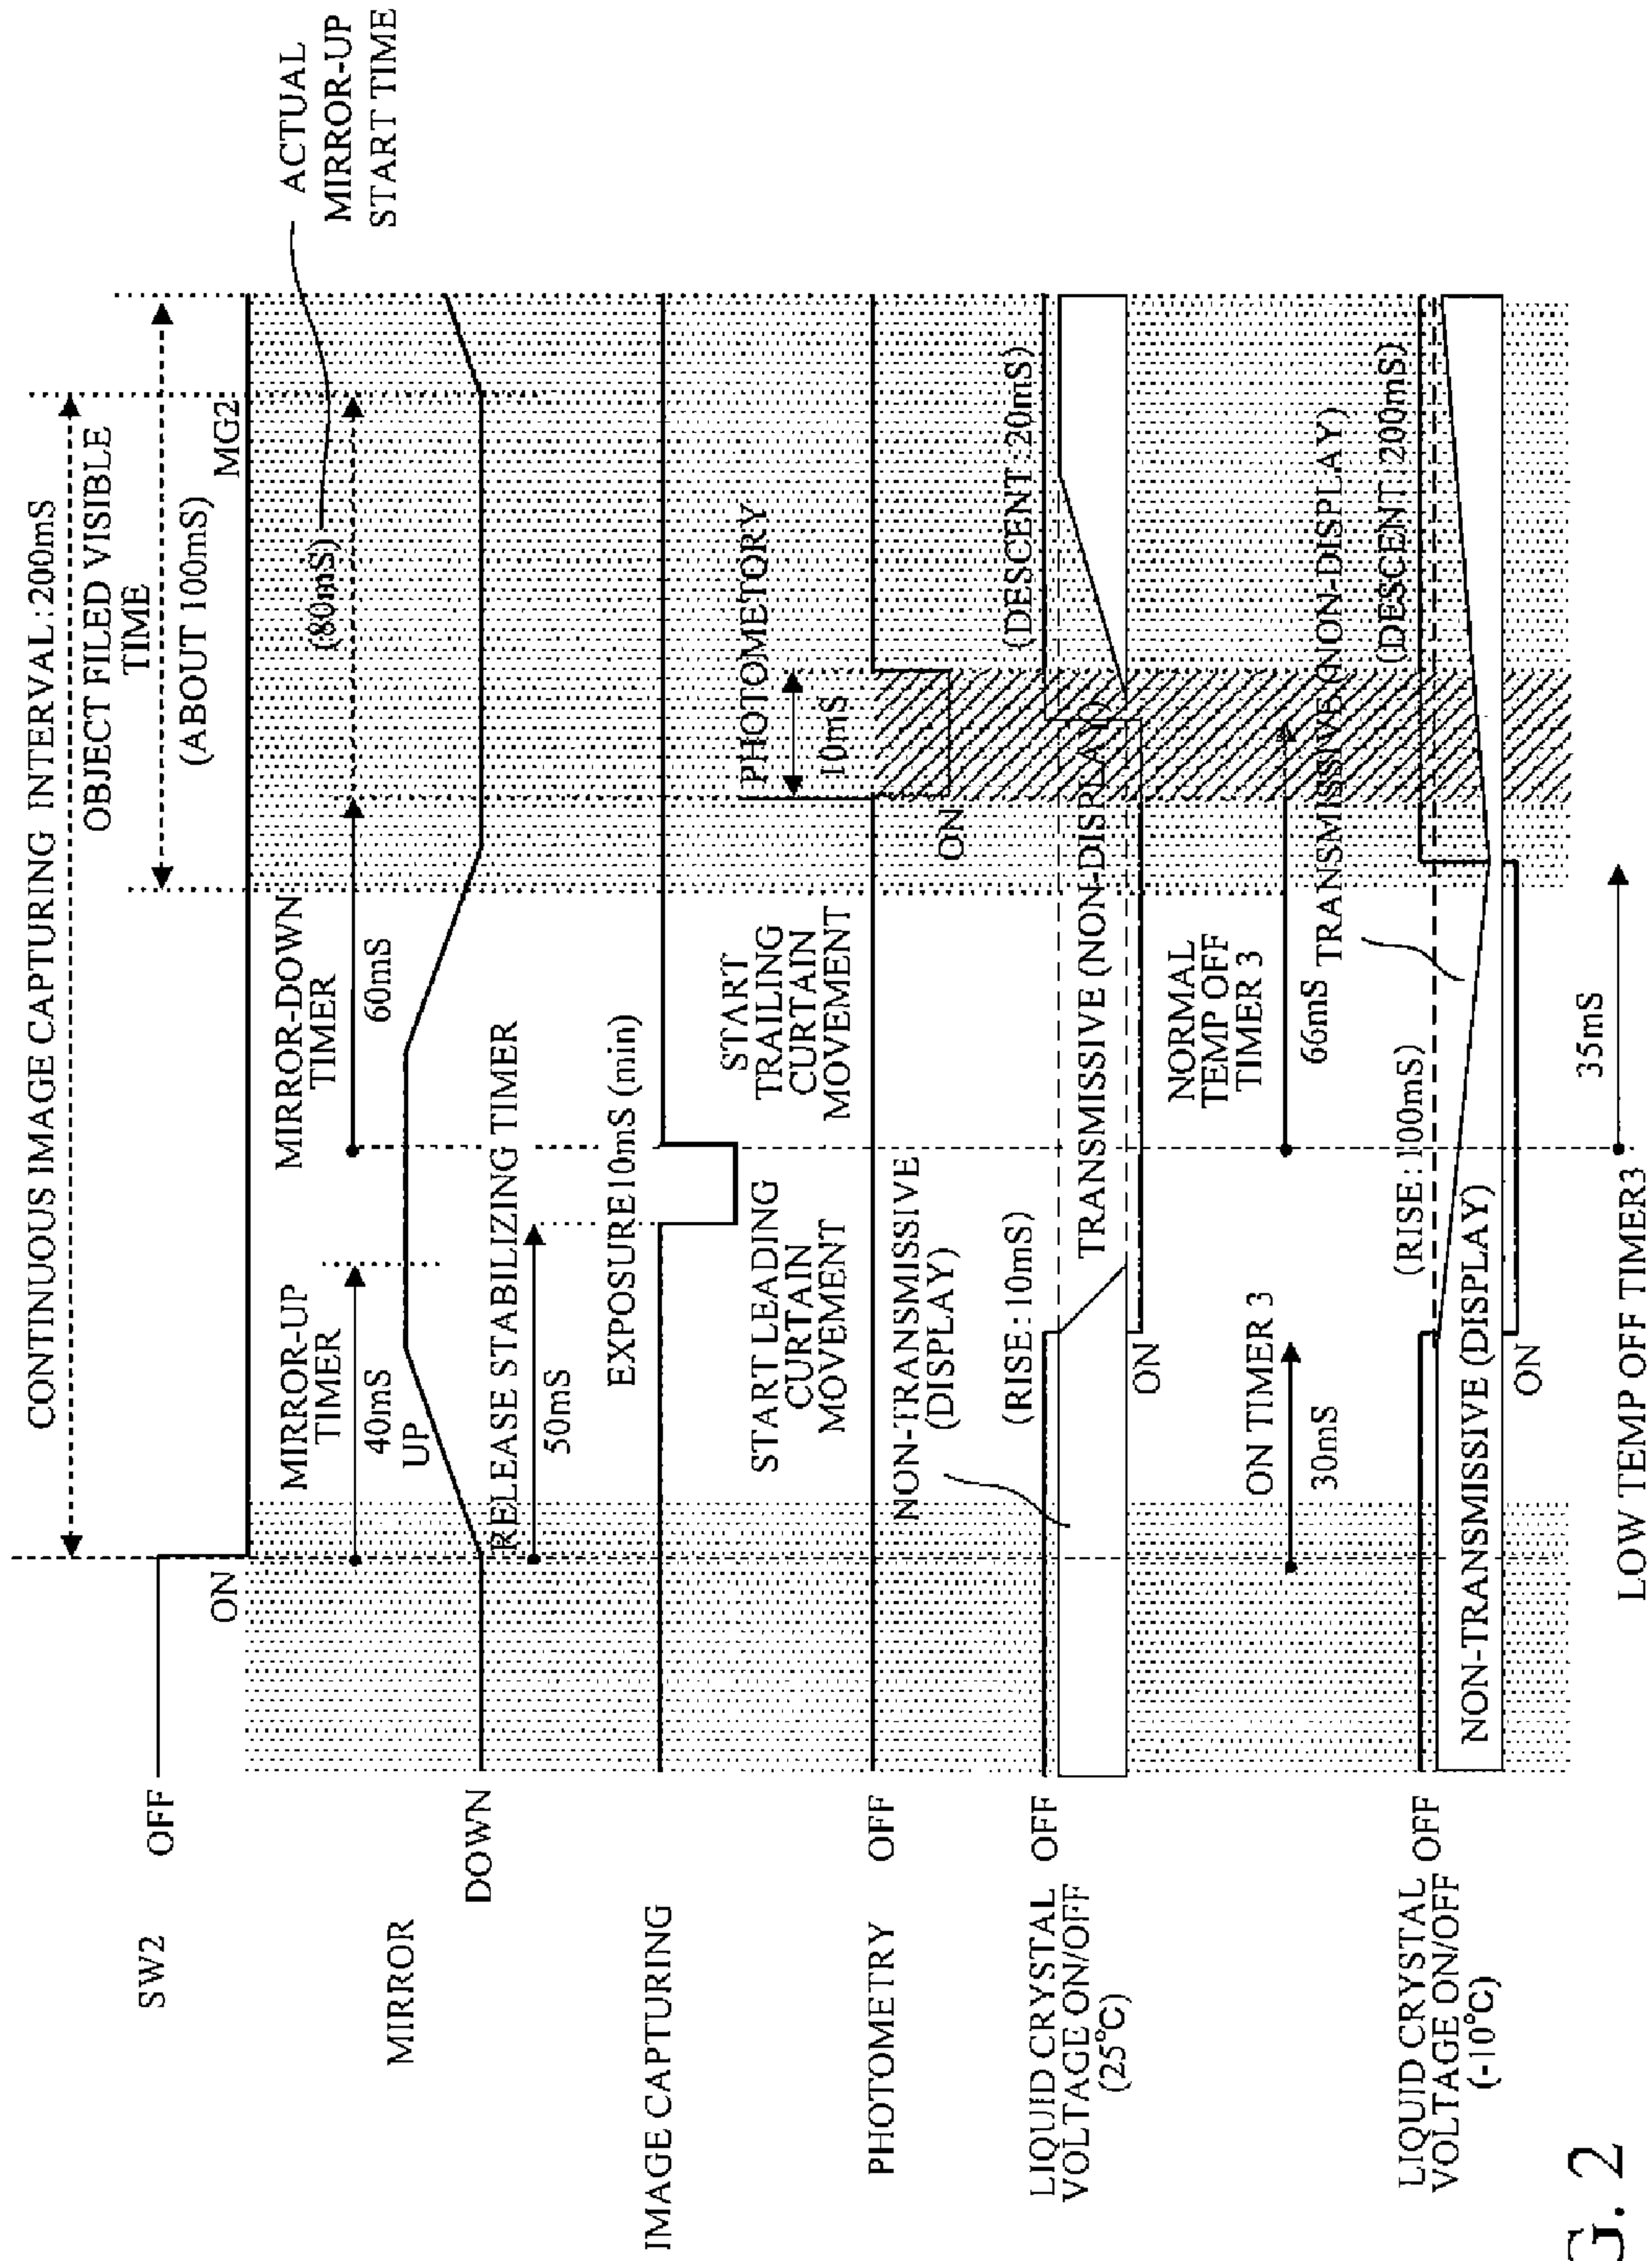 CONTINUOUS IMAGE CAPTURING INTERVAL:200mS
OBJECT FILED VISIBLE
TIME
(ABOUT 100mS)
MG2
ACTUAL
MIRROR-UP
START TIME
SW2
OFF
ON
MIRROR
DOWN
MIRROR-UP
TIMER
40mS
UP
MIRROR-DOWN
TIMER
60mS
(80mS)
RELEASE STABILIZING TIMER
50mS
IMAGE CAPTURING
EXPOSURE10mS (min)
START LEADING
CURTAIN
MOVEMENT
START
TRAILING
CURTAIN
MOVEMENT
PHOTOMETORY
10mS
PHOTOMETRY
OFF
ON
LIQUID CRYSTAL
VOLTAGE ON/OFF
(25°C)
OFF
NON-TRANSMISSIVE
(DISPLAY)
(RISE:10mS)
ON
TRANSMISSIVE (NON-DISPLAY)
(DESCENT:20mS)
ON TIMER 3
30mS
NORMAL
TEMP OFF
TIMER 3
66mS
TRANSMISSIVE (NON-DISPLAY)
LIQUID CRYSTAL
VOLTAGE ON/OFF
(-10°C)
OFF
NON-TRANSMISSIVE (DISPLAY)
(RISE:100mS)
ON
(DESCENT:200mS)
LOW TEMP OFF TIMER3
35mS
G. 2